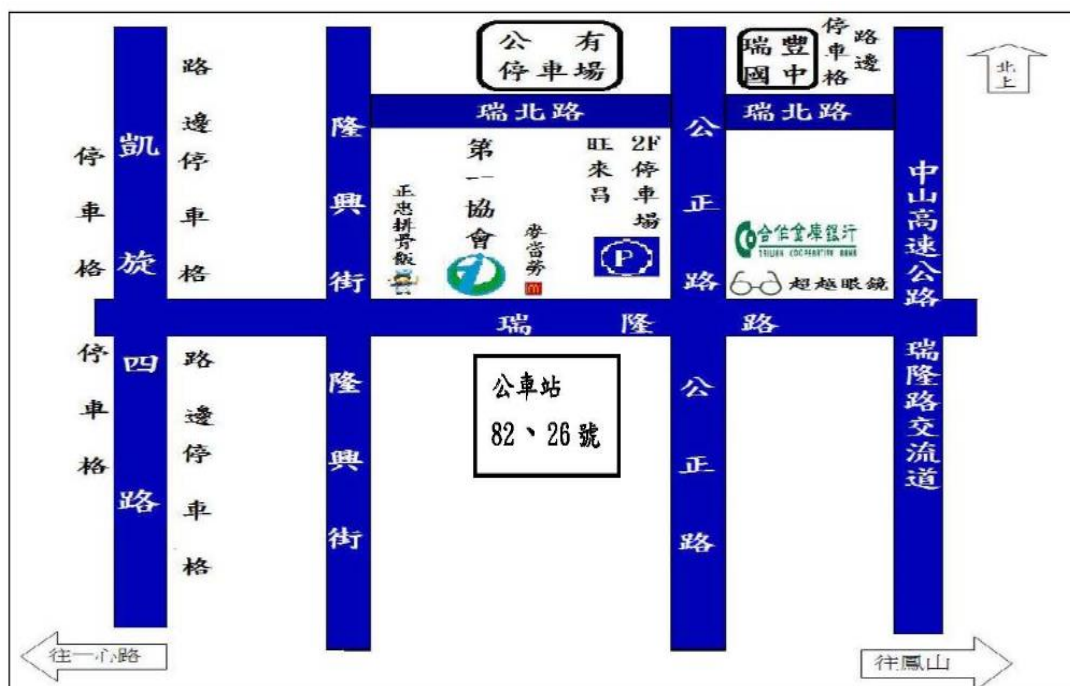 公有
停車場
瑞豐
國中
停車格
路邊
北上
凱旋四路
路邊停車格
停車格
隆興街
瑞北路
公正路
瑞北路
中山高速公路
第一協會
旺來昌
2F停車場
正忠排骨飯
麥當勞
P
合作金庫銀行
TAIWAN COOPERATIVE BANK
超越眼鏡
瑞隆路
停車格
路邊停車格
隆興街
公車站
82、26號
公正路
瑞隆路交流道
往一心路
往鳳山